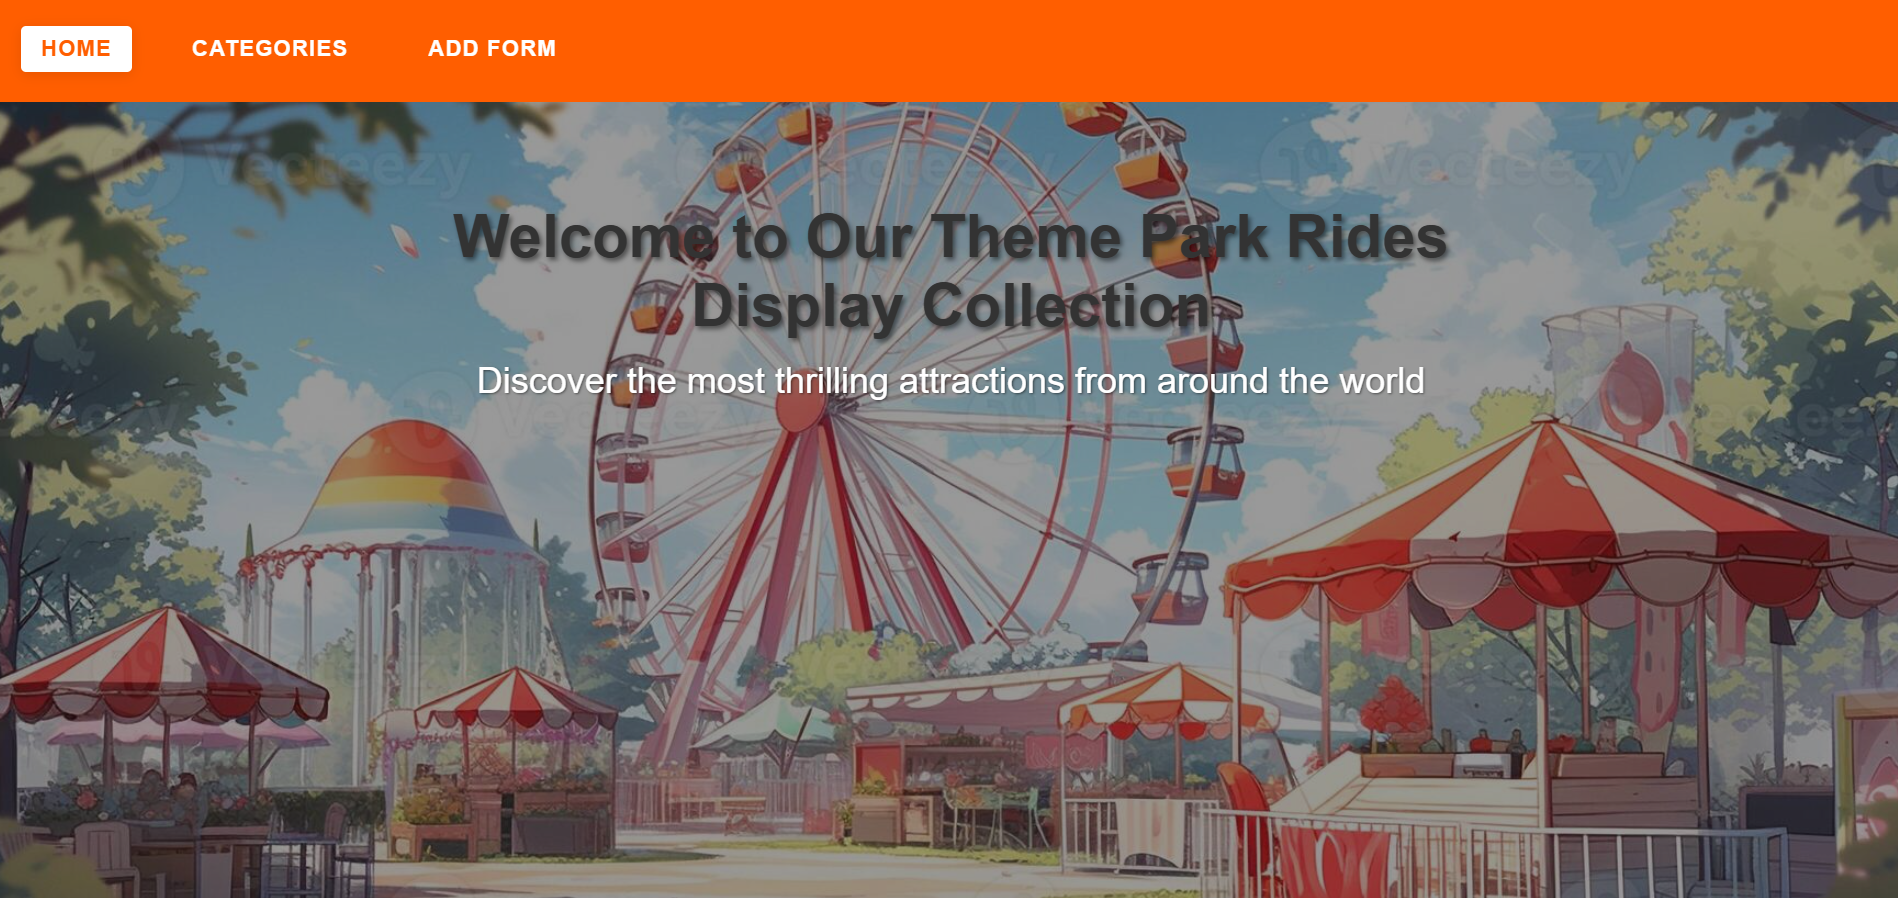 HOME CATEGORIES ADD FORM
Vecteezy Vecteezy Vecteezy
Welcome to Our Theme Park Rides
Display Collection
Discover the most thrilling attractions from around the world